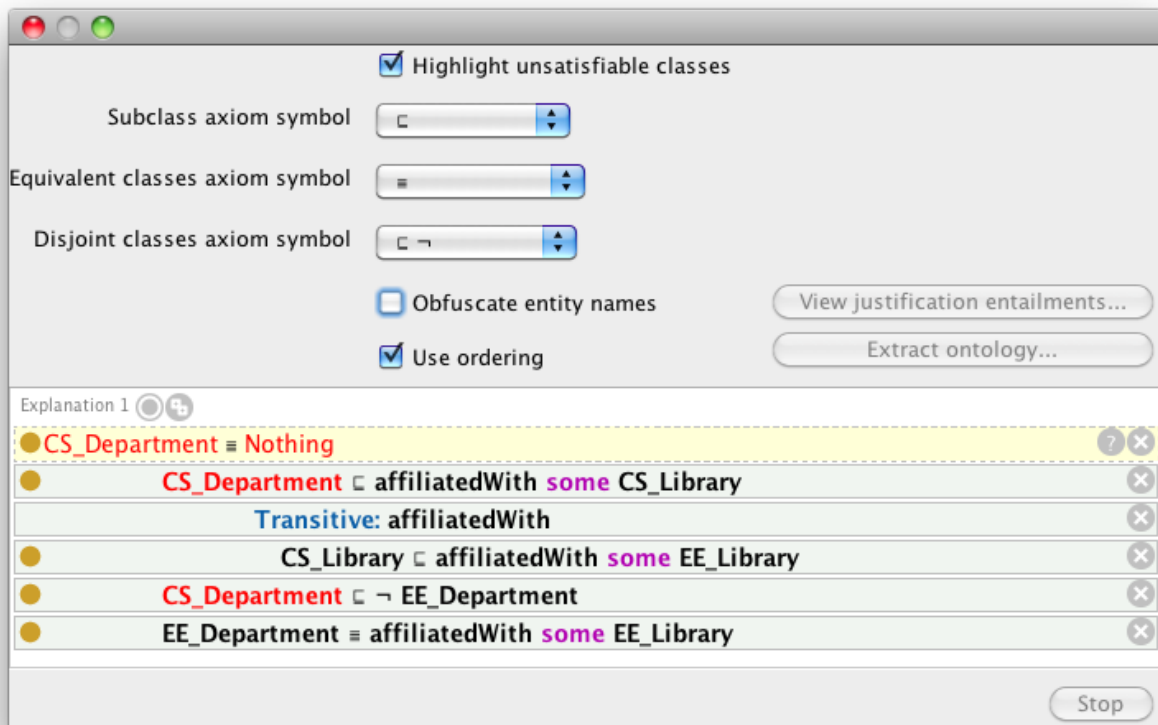 Highlight unsatisfiable classes
Subclass axiom symbol ⊏
Equivalent classes axiom symbol ≡
Disjoint classes axiom symbol ⊏ ¬
Obfuscate entity names View justification entailments...
Use ordering Extract ontology...
Explanation 1
CS_Department ≡ Nothing ?
CS_Department ⊏ affiliatedWith some CS_Library
Transitive: affiliatedWith
CS_Library ⊏ affiliatedWith some EE_Library
CS_Department ⊏ ¬ EE_Department
EE_Department ≡ affiliatedWith some EE_Library
Stop